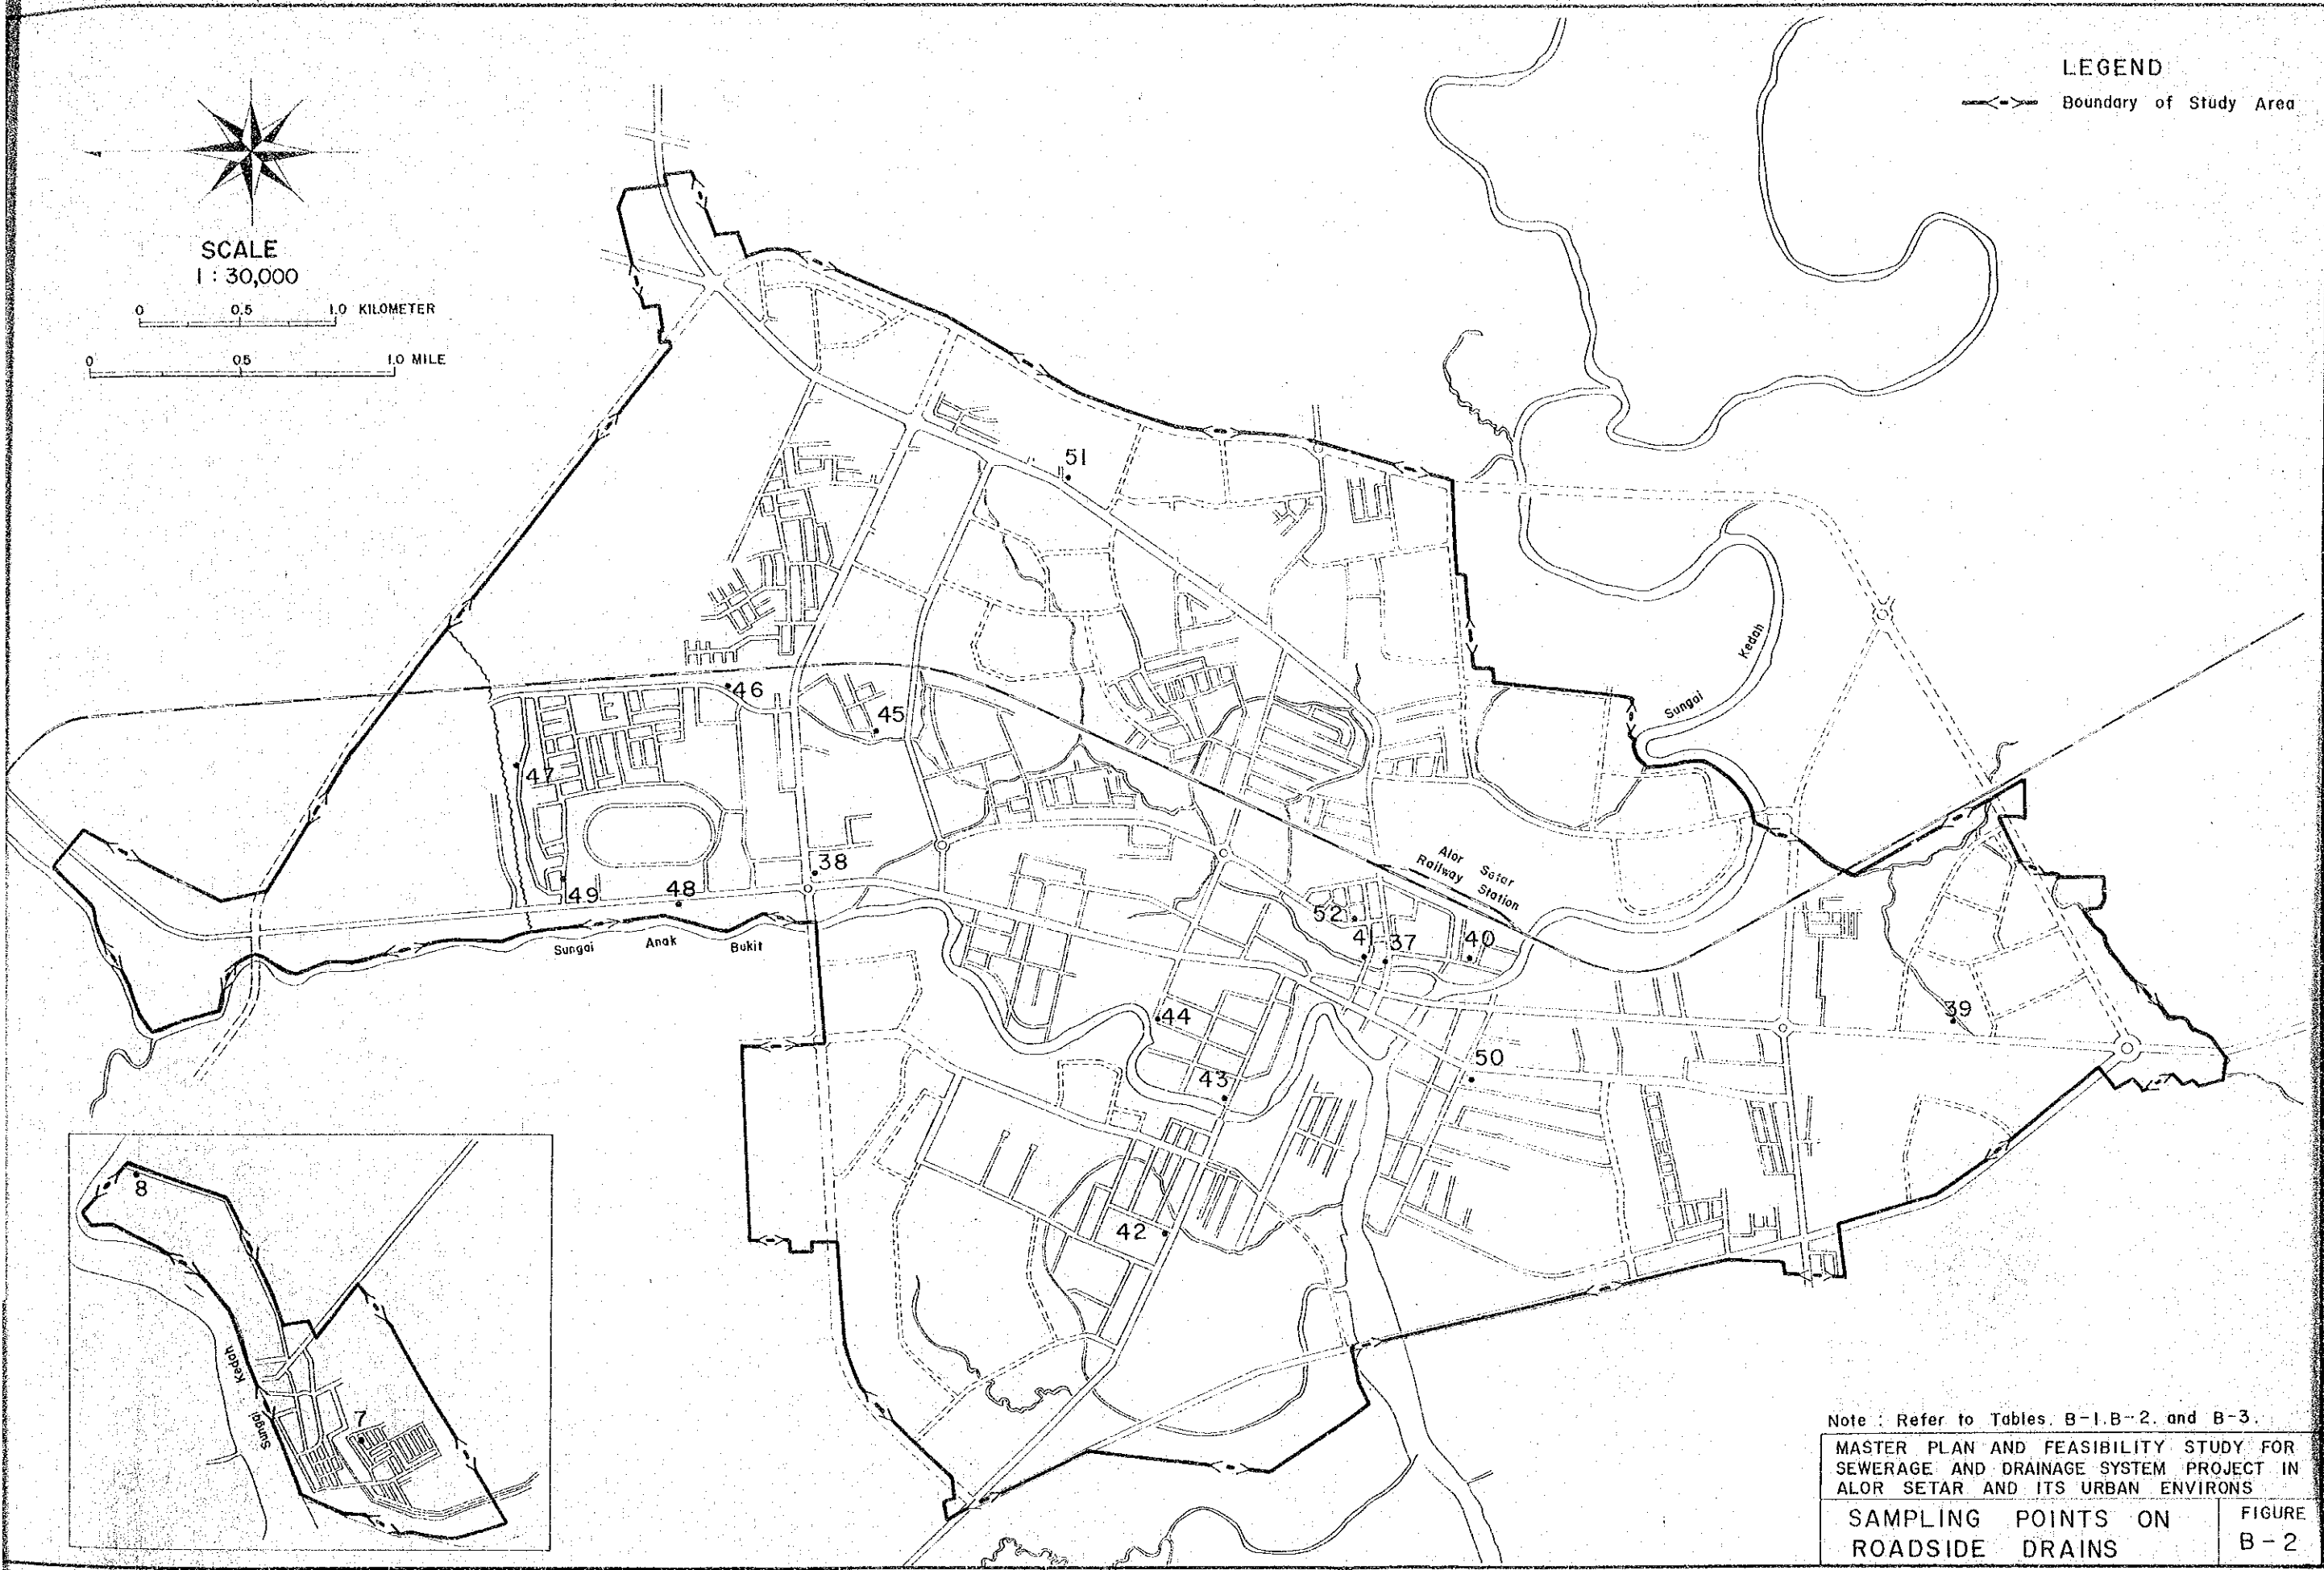 LEGEND
Boundary of Study Area
SCALE
1 : 30,000
0 0.5 1.0 KILOMETER
0 0.5 1.0 MILE
51
Kedah
Sungai
46
45
47
38
49
48
Alor Setar
Railway Station
52
41
37
40
Sungai Anak Bukit
39
44
50
43
42
8
Kedah
Sungai
7
Note : Refer to Tables. B-1. B-2. and B-3.
MASTER PLAN AND FEASIBILITY STUDY FOR
SEWERAGE AND DRAINAGE SYSTEM PROJECT IN
ALOR SETAR AND ITS URBAN ENVIRONS
SAMPLING POINTS ON
ROADSIDE DRAINS
FIGURE
B - 2